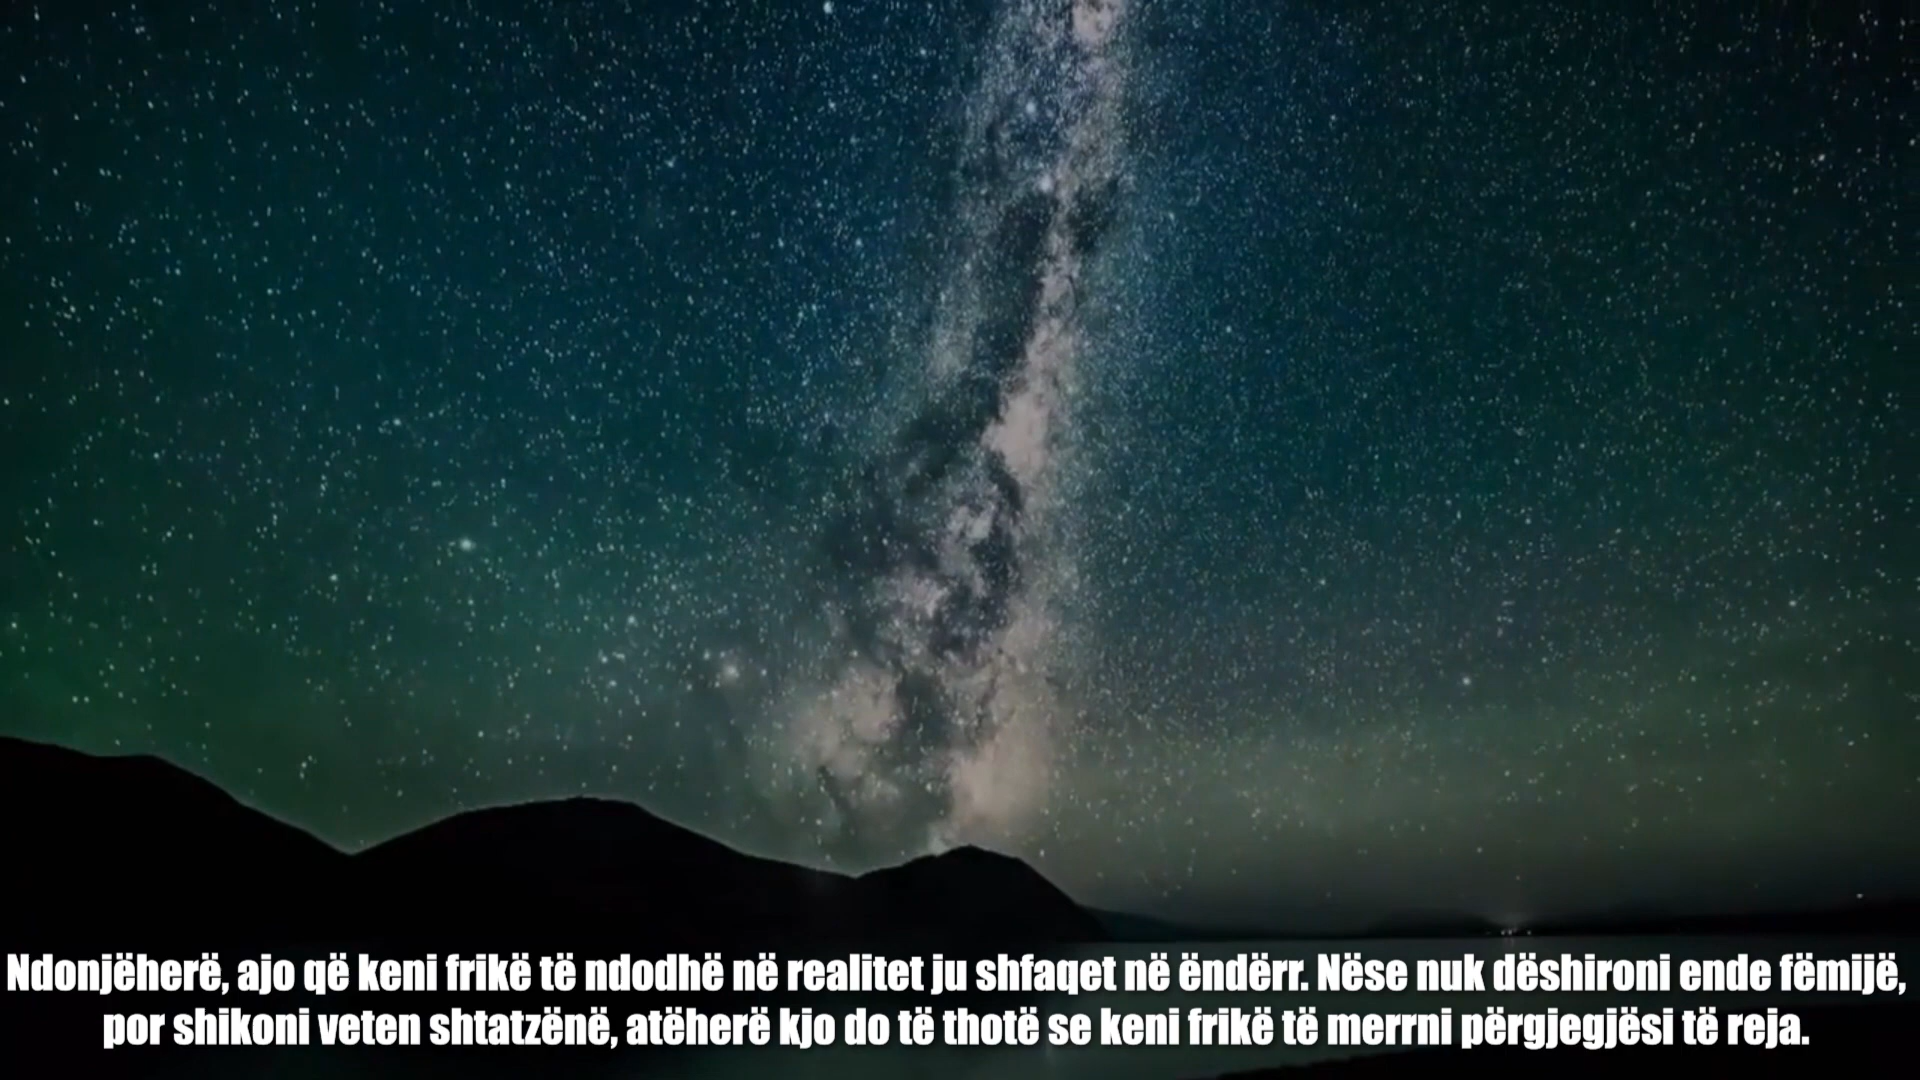 Ndonjëherë, ajo që keni frikë të ndodhë në realitet ju shfaqet në ëndërr. Nëse nuk dëshironi ende fëmijë,
por shikoni veten shtatzënë, atëherë kjo do të thotë se keni frikë të merrni përgjegjësi të reja.